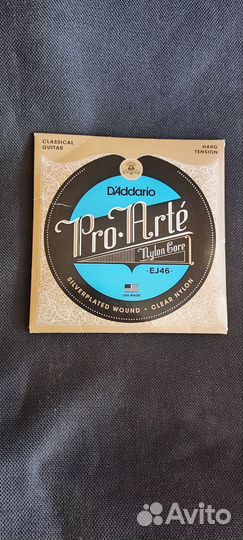 CLASSICAL
GUITAR
HARD
TENSION
D'Addario
Pro·Arté
Nylon Core
·EJ46·
USA MADE
SILVERPLATED WOUND · CLEAR NYLON
Avito